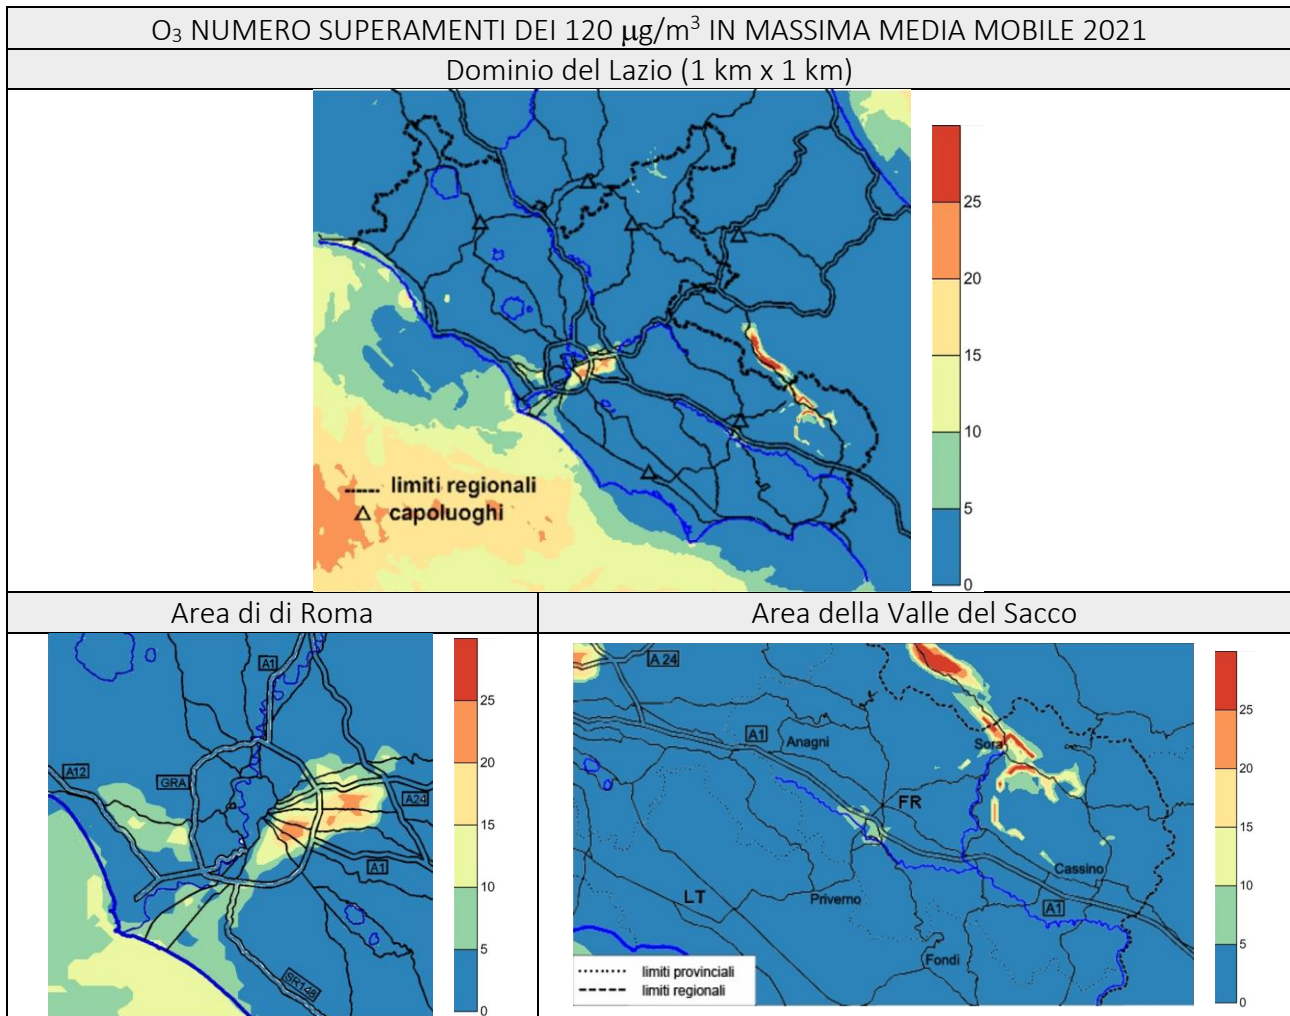 O₃ NUMERO SUPERAMENTI DEI 120 μg/m³ IN MASSIMA MEDIA MOBILE 2021
Dominio del Lazio (1 km x 1 km)
25
20
15
10
5
0
limiti regionali
capoluoghi
Area di di Roma
Area della Valle del Sacco
A1
A12
GRA
A24
A1
SR148
25
20
15
10
5
0
A 24
A1
Anagni
Sora
FR
Cassino
LT
Priverno
A1
Fondi
limiti provinciali
limiti regionali
25
20
15
10
5
0